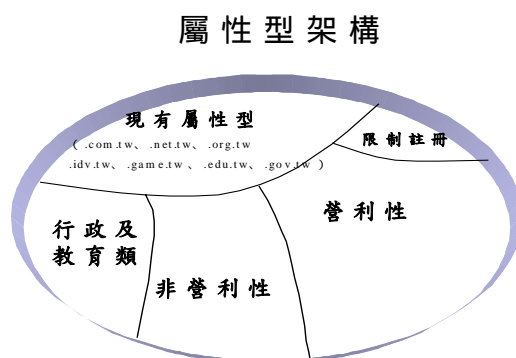 屬性型架構
現有屬性型
( .com.tw、 .net.tw、 .org.tw
.idv.tw、 .game.tw 、.edu.tw、 .gov.tw )
限制註冊
營利性
行政及
教育類
非營利性